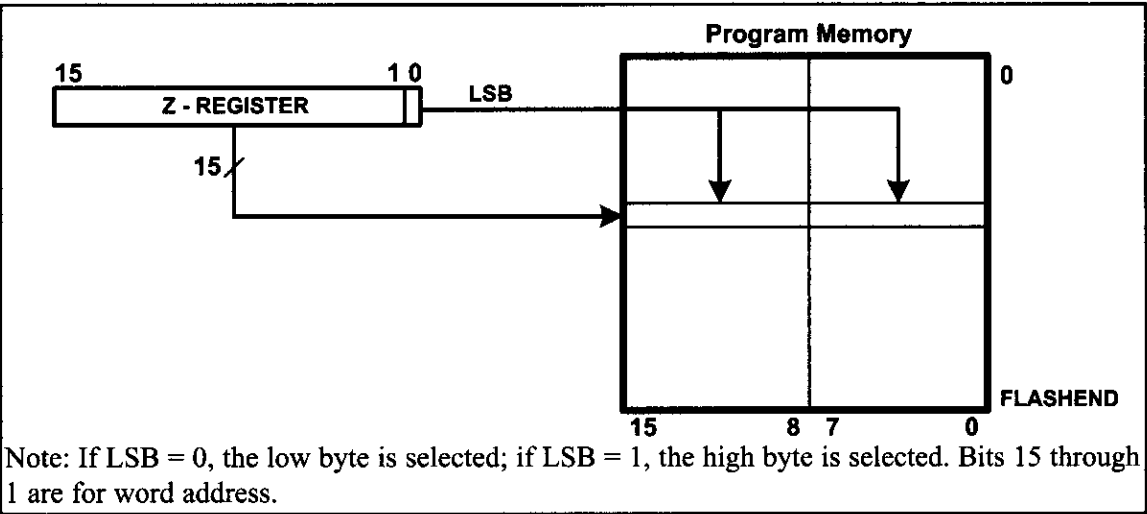 Program Memory
15 1 0
Z - REGISTER
LSB
0
15
FLASHEND
15 8 7 0
Note: If LSB = 0, the low byte is selected; if LSB = 1, the high byte is selected. Bits 15 through
1 are for word address.